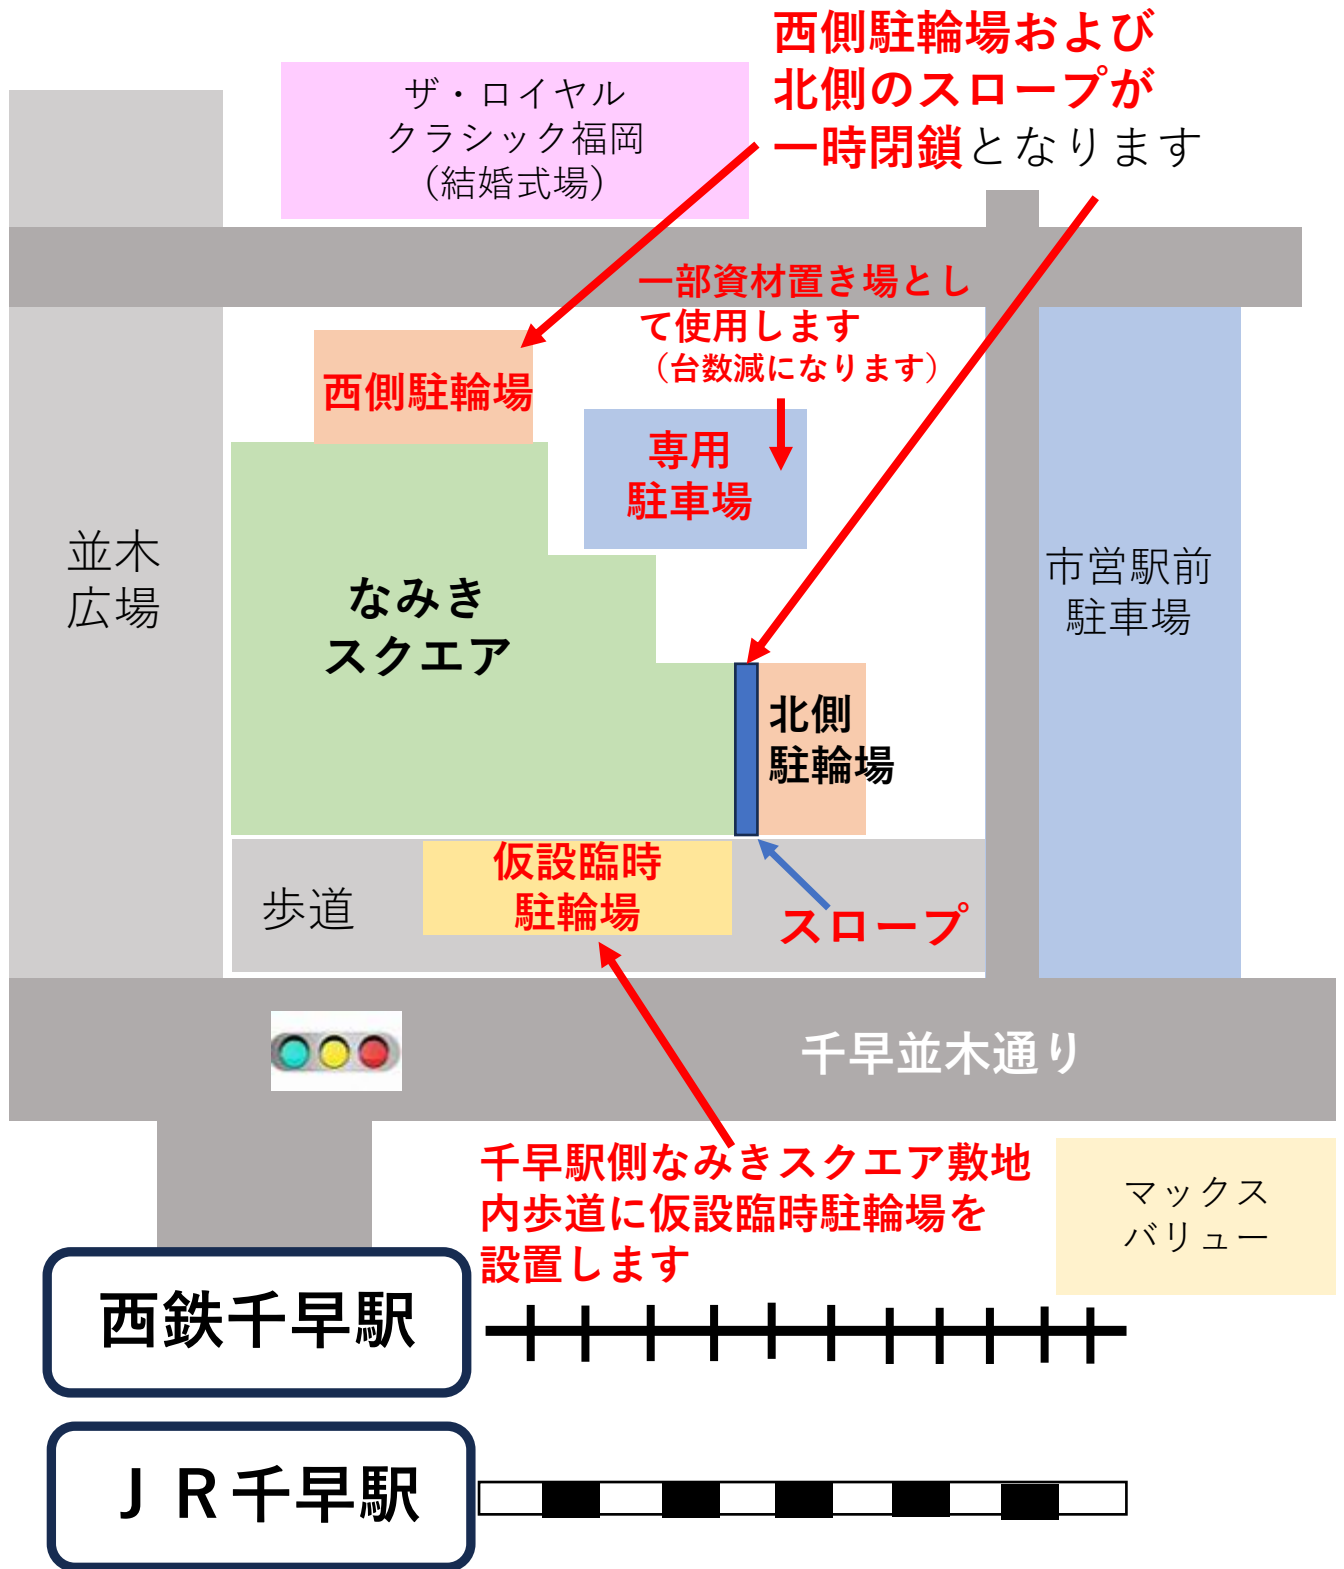 西側駐輪場および
北側のスロープが
一時閉鎖となります
ザ・ロイヤル
クラシック福岡
（結婚式場）
一部資材置き場とし
て使用します
（台数減になります）
西側駐輪場
専用
駐車場
並木
広場
なみき
スクエア
市営駅前
駐車場
北側
駐輪場
仮設臨時
駐輪場
歩道
スロープ
千早並木通り
千早駅側なみきスクエア敷地
内歩道に仮設臨時駐輪場を
設置します
マックス
バリュー
西鉄千早駅
ＪＲ千早駅